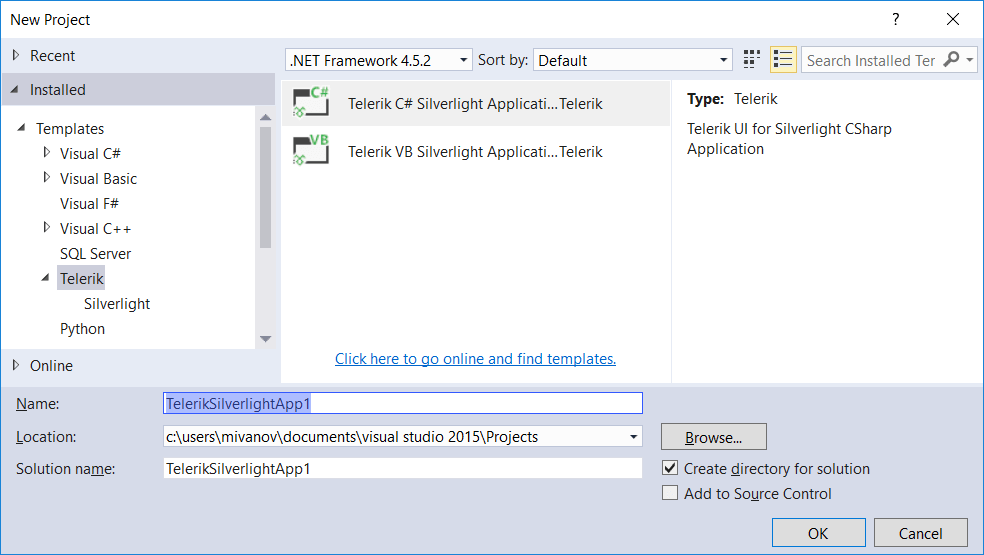 New Project
?
Recent
.NET Framework 4.5.2
Sort by:
Default
Search Installed Ter
Installed
Templates
Visual C#
Visual Basic
Visual F#
Visual C++
SQL Server
Telerik
Silverlight
Python
Online
C#
Telerik C# Silverlight Applicati...Telerik
VB
Telerik VB Silverlight Applicati...Telerik
Click here to go online and find templates.
Type: Telerik
Telerik UI for Silverlight CSharp
Application
Name:
TelerikSilverlightApp1
Location:
c:\users\mivanov\documents\visual studio 2015\Projects
Browse...
Solution name:
TelerikSilverlightApp1
Create directory for solution
Add to Source Control
OK
Cancel